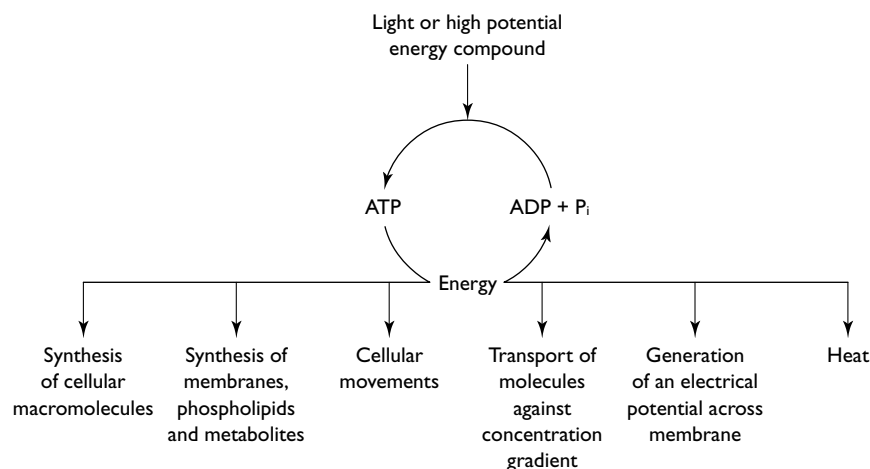 Light or high potential
energy compound
ATP
ADP + Pi
Energy
Synthesis
of cellular
macromolecules
Synthesis of
membranes,
phospholipids
and metabolites
Cellular
movements
Transport of
molecules
against
concentration
gradient
Generation
of an electrical
potential across
membrane
Heat